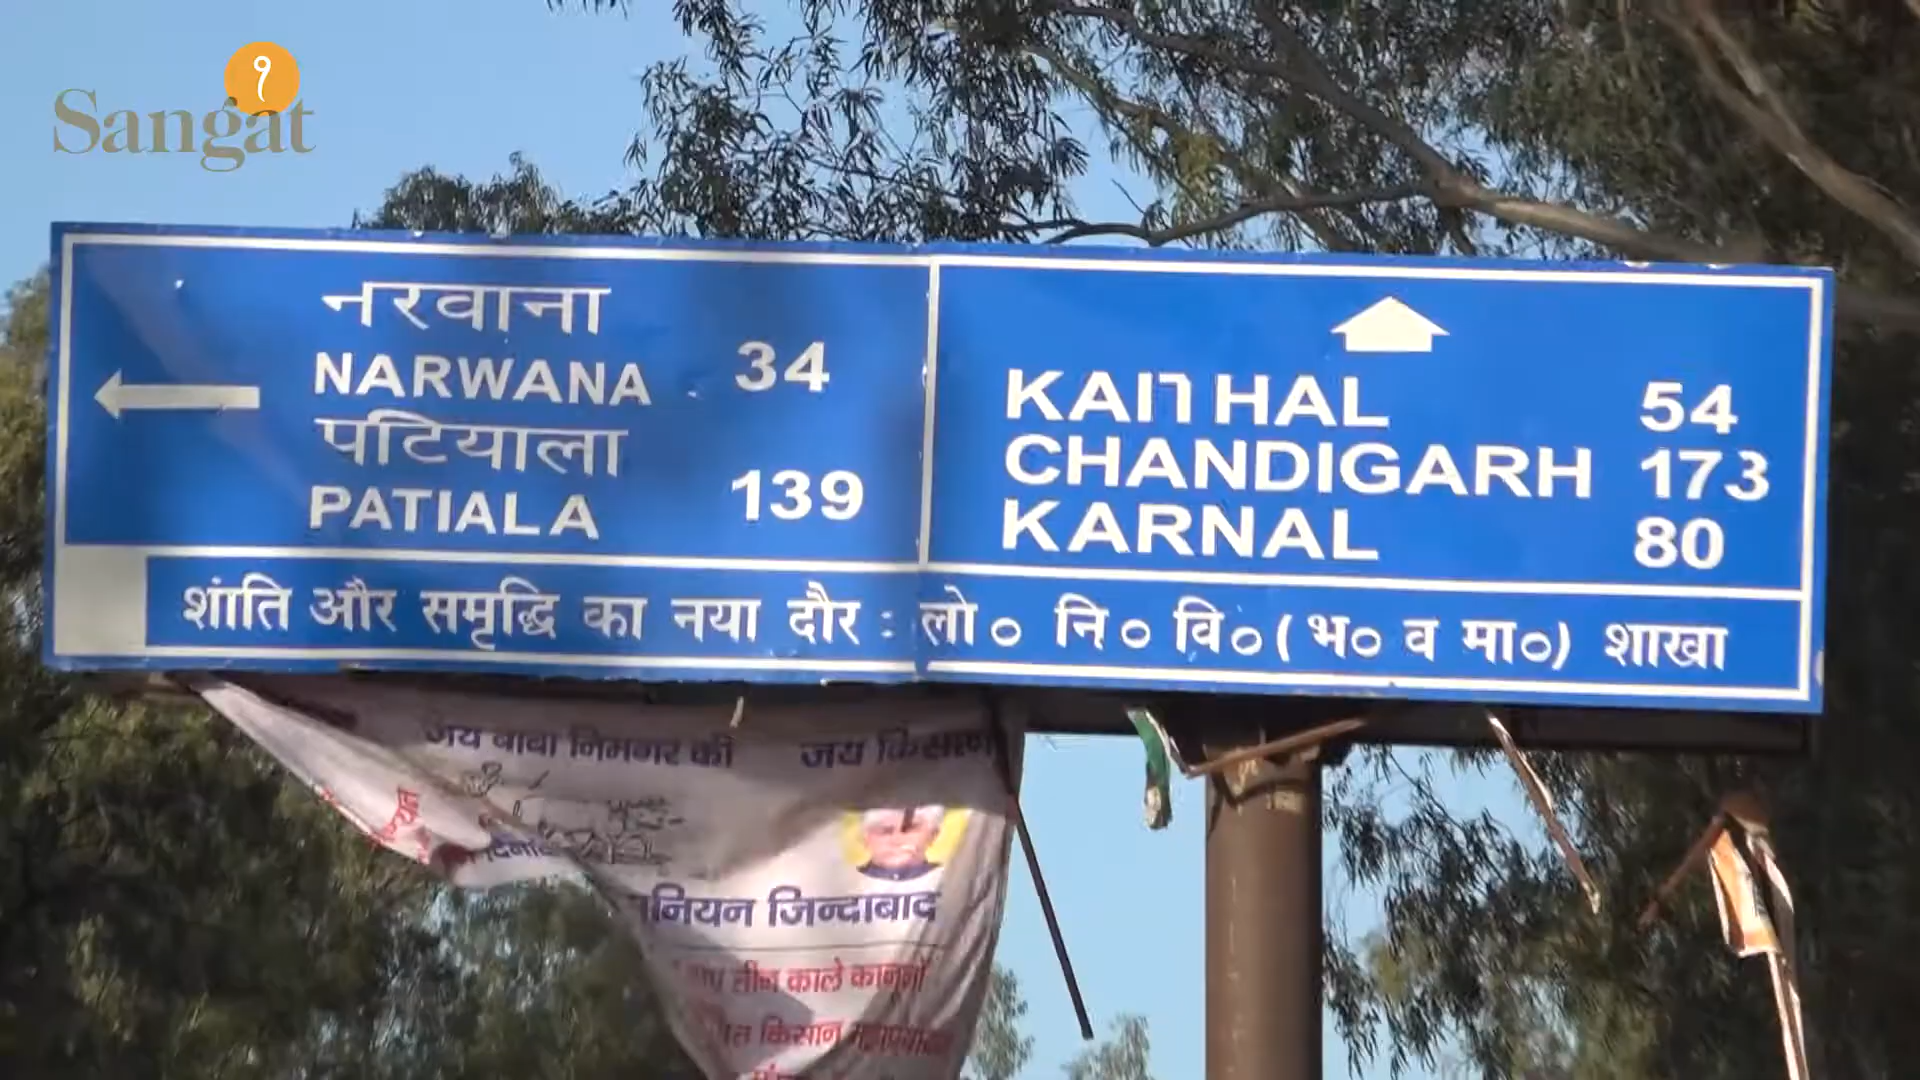 १
Sangat
नरवाना
NARWANA 34
पटियाला
PATIALA 139
KAITHAL 54
CHANDIGARH 173
KARNAL 80
शांति और समृद्धि का नया दौर : लो० नि० वि० (भ० व मा०) शाखा
जय बाबा की जय
नियन जिन्दाबाद
तीन काले कानूनों
किसान